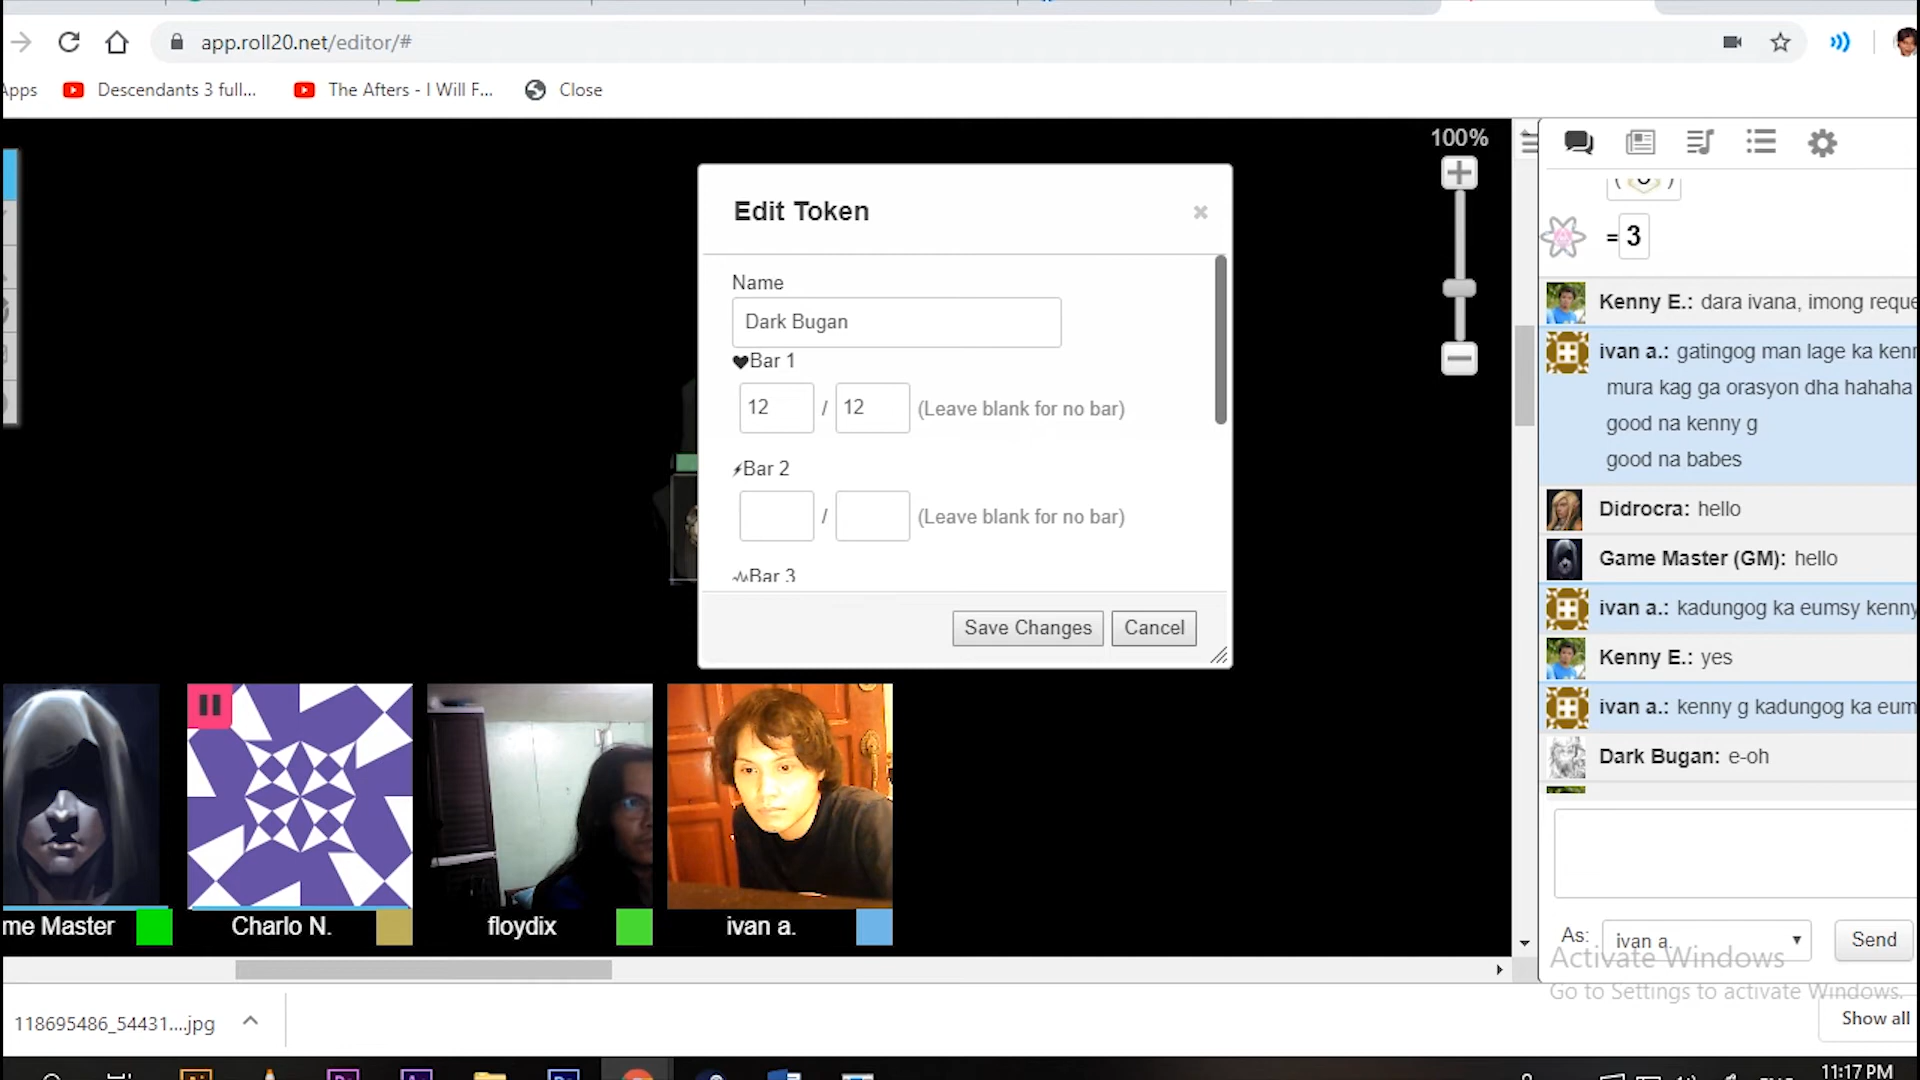 app.roll20.net/editor/#
Apps
Descendants 3 full...
The Afters - I Will F...
Close
100%
Edit Token
Name
Dark Bugan
Bar 1
12 / 12 (Leave blank for no bar)
Bar 2
/ (Leave blank for no bar)
Bar 3
Save Changes
Cancel
=3
Kenny E.: dara ivana, imong reque
ivan a.: gatingog man lage ka kenn
mura kag ga orasyon dha hahaha
good na kenny g
good na babes
Didrocra: hello
Game Master (GM): hello
ivan a.: kadungog ka eumsy kenny
Kenny E.: yes
ivan a.: kenny g kadungog ka eum
Dark Bugan: e-oh
me Master
Charlo N.
floydix
ivan a.
As:
ivan a.
Send
Activate Windows
Go to Settings to activate Windows.
118695486_54431....jpg
Show all
11:17 PM